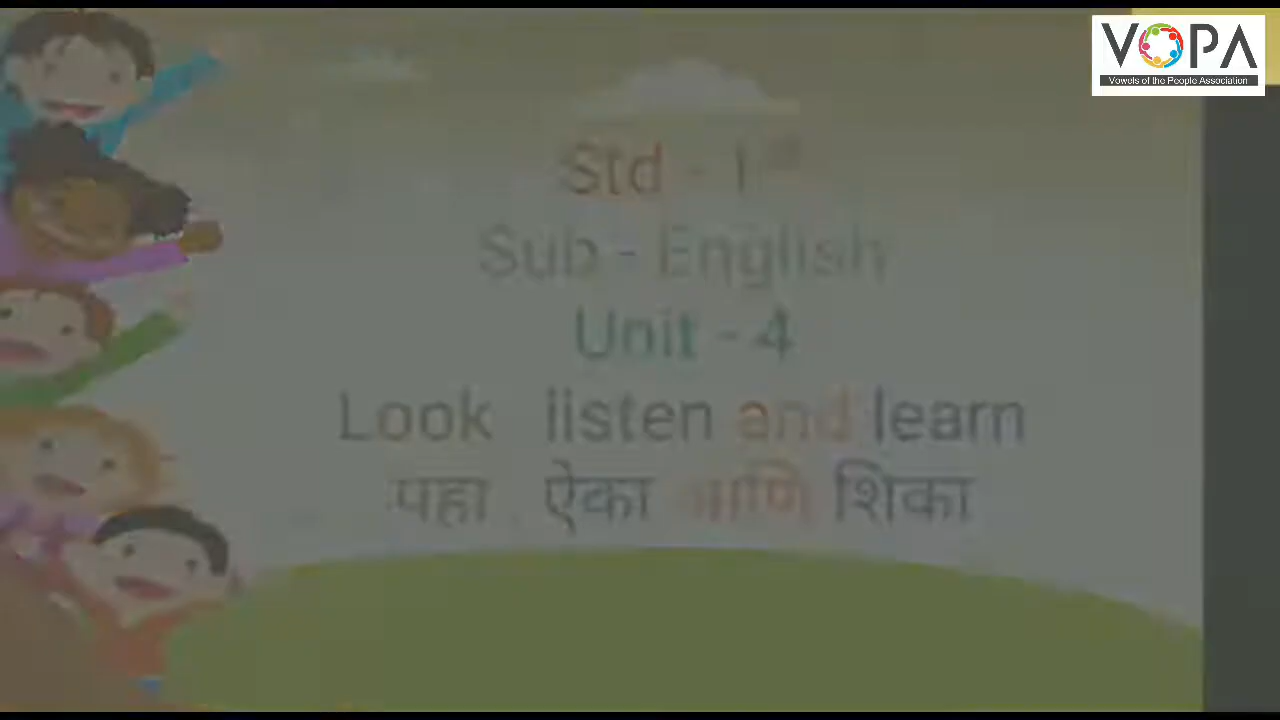 VOPA
Vowels of the People Association
Std - 1st
Sub - English
Unit - 4
Look listen and learn
पहा ऐका आणि शिका